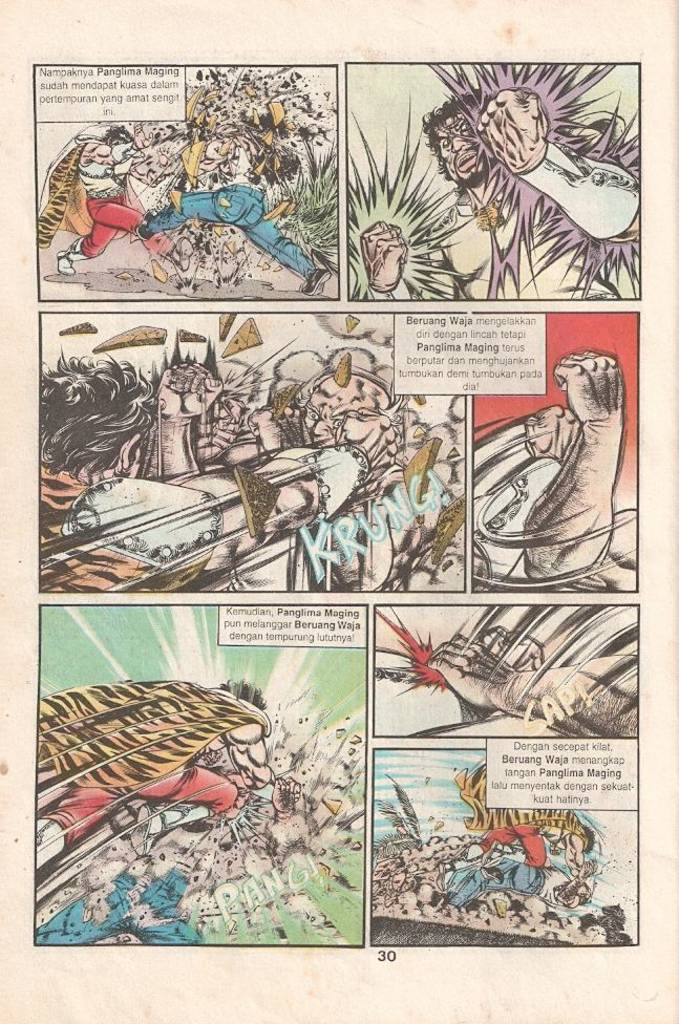 Nampaknya Panglima Maging
sudah mendapat kuasa dalam
pertempuran yang amat sengit
ini.
Beruang Waja mengelakkan
diri dengan lincah tetapi
Panglima Maging terus
berputar dan menghujankan
tumbukan demi tumbukan pada
dia!
KRUNG!
Kemudian, Panglima Maging
pun melanggar Beruang Waja
dengan tempurung lututnya!
PANG!
SAPZ
Dengan secepat kilat,
Beruang Waja menangkap
tangan Panglima Maging
lalu menyentak dengan sekuat-
kuat hatinya.
30